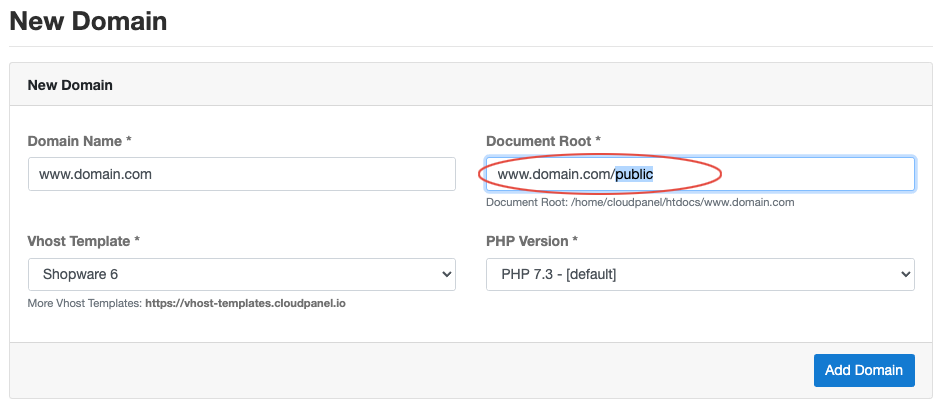 New Domain
New Domain
Domain Name *
Document Root *
www.domain.com
www.domain.com/public
Document Root: /home/cloudpanel/htdocs/www.domain.com
Vhost Template *
PHP Version *
Shopware 6
PHP 7.3 - [default]
More Vhost Templates: https://vhost-templates.cloudpanel.io
Add Domain